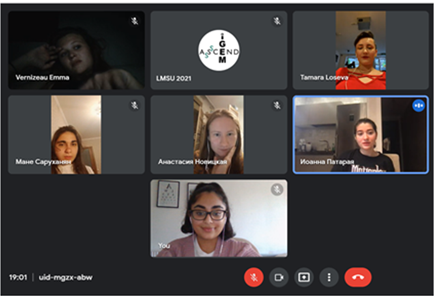 iGEM
ASCEND
Vernizeau Emma
LMSU 2021
Tamara Loseva
Мане Саруханян
Анастасия Новицкая
Иоанна Патарая
You
19:01 | uid-mgzx-abw